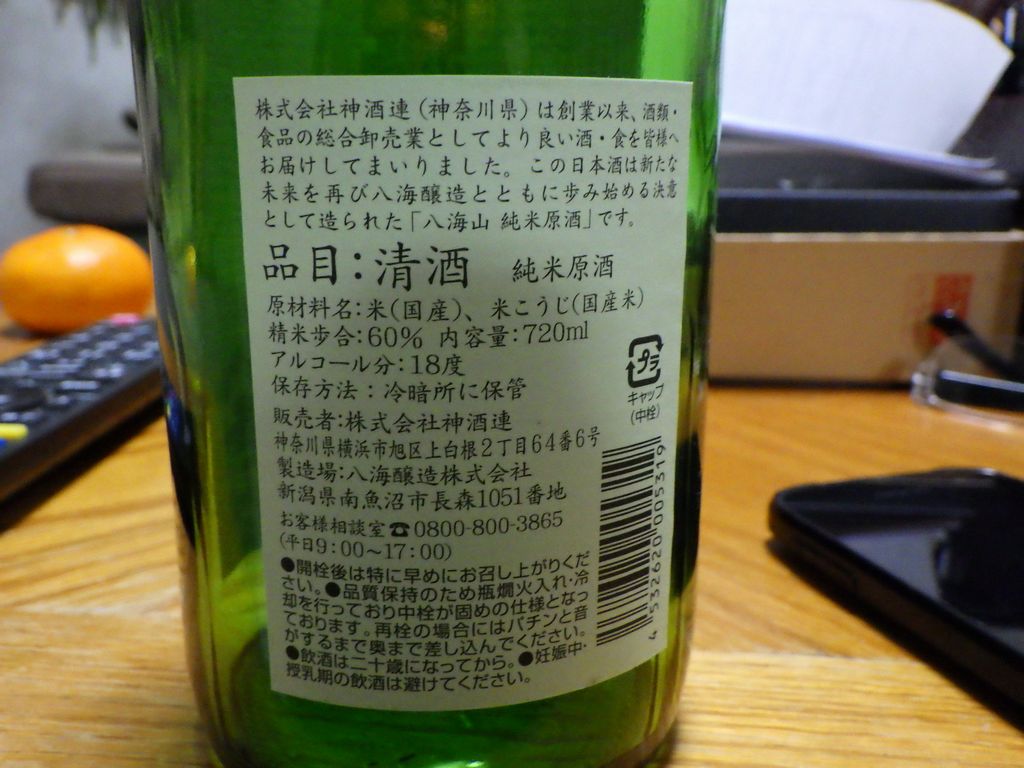 株式会社神酒連（神奈川県）は創業以来、酒類・
食品の総合卸売業としてより良い酒・食を皆様へ
お届けしてまいりました。この日本酒は新たな
未来を再び八海醸造とともに歩み始める決意
として造られた「八海山 純米原酒」です。
品目：清酒 純米原酒
原材料名：米（国産）、米こうじ（国産米）
精米歩合：60% 内容量：720ml
アルコール分：18度
保存方法：冷暗所に保管
プラ
キャップ
（中栓）
販売者：株式会社神酒連
神奈川県横浜市旭区上白根2丁目64番6号
製造場：八海醸造株式会社
新潟県南魚沼市長森1051番地
お客様相談室☎0800-800-3865
（平日9：00～17：00）
●開栓後は特に早めにお召し上がりくだ
さい。●品質保持のため瓶燗火入れ・冷
却を行っており中栓が固めの仕様となっ
ております。再栓の場合にはパチンと音
がするまで奥まで差し込んでください。
●飲酒は二十歳になってから。●妊娠中・
授乳期の飲酒は避けてください。
4532620005319